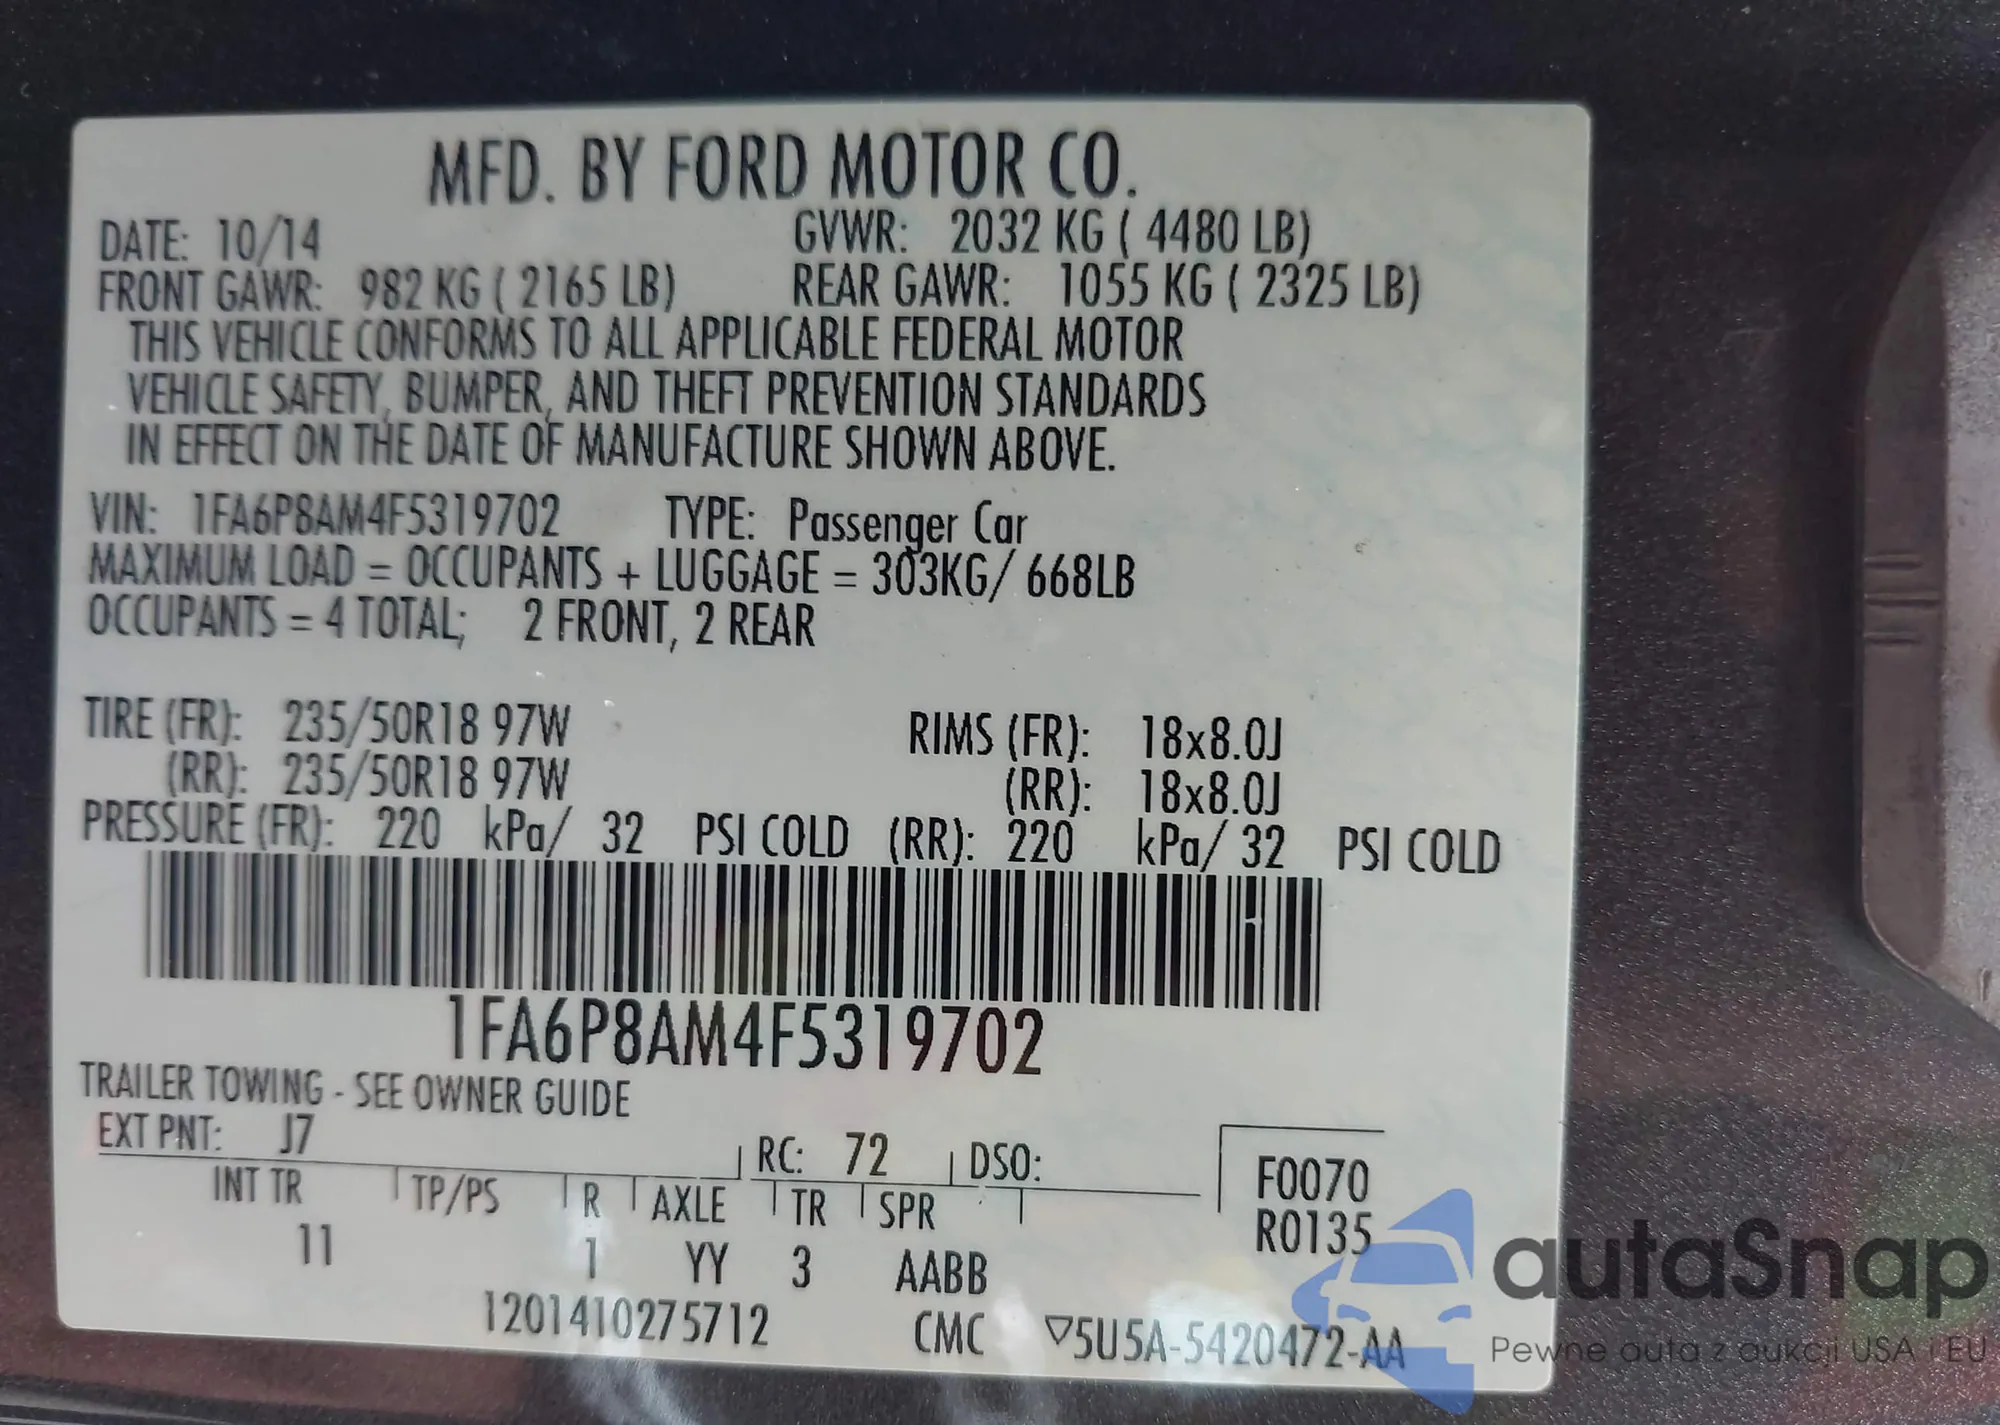 MFD. BY FORD MOTOR CO.
DATE: 10/14 GVWR: 2032 KG ( 4480 LB)
FRONT GAWR: 982 KG ( 2165 LB) REAR GAWR: 1055 KG ( 2325 LB)
THIS VEHICLE CONFORMS TO ALL APPLICABLE FEDERAL MOTOR
VEHICLE SAFETY, BUMPER, AND THEFT PREVENTION STANDARDS
IN EFFECT ON THE DATE OF MANUFACTURE SHOWN ABOVE.
VIN: 1FA6P8AM4F5319702 TYPE: Passenger Car
MAXIMUM LOAD = OCCUPANTS + LUGGAGE = 303KG/ 668LB
OCCUPANTS = 4 TOTAL; 2 FRONT, 2 REAR
TIRE (FR): 235/50R18 97W RIMS (FR): 18x8.0J
(RR): 235/50R18 97W (RR): 18x8.0J
PRESSURE (FR): 220 kPa/ 32 PSI COLD (RR): 220 kPa/ 32 PSI COLD
1FA6P8AM4F5319702
TRAILER TOWING - SEE OWNER GUIDE
EXT PNT: J7 RC: 72 DSO: F0070
INT TR TP/PS R AXLE TR SPR R0135
11 1 YY 3 AABB
1201410275712 CMC ▽5U5A-5420472-AA
autaSnap
Pewne auta z aukcji USA i EU